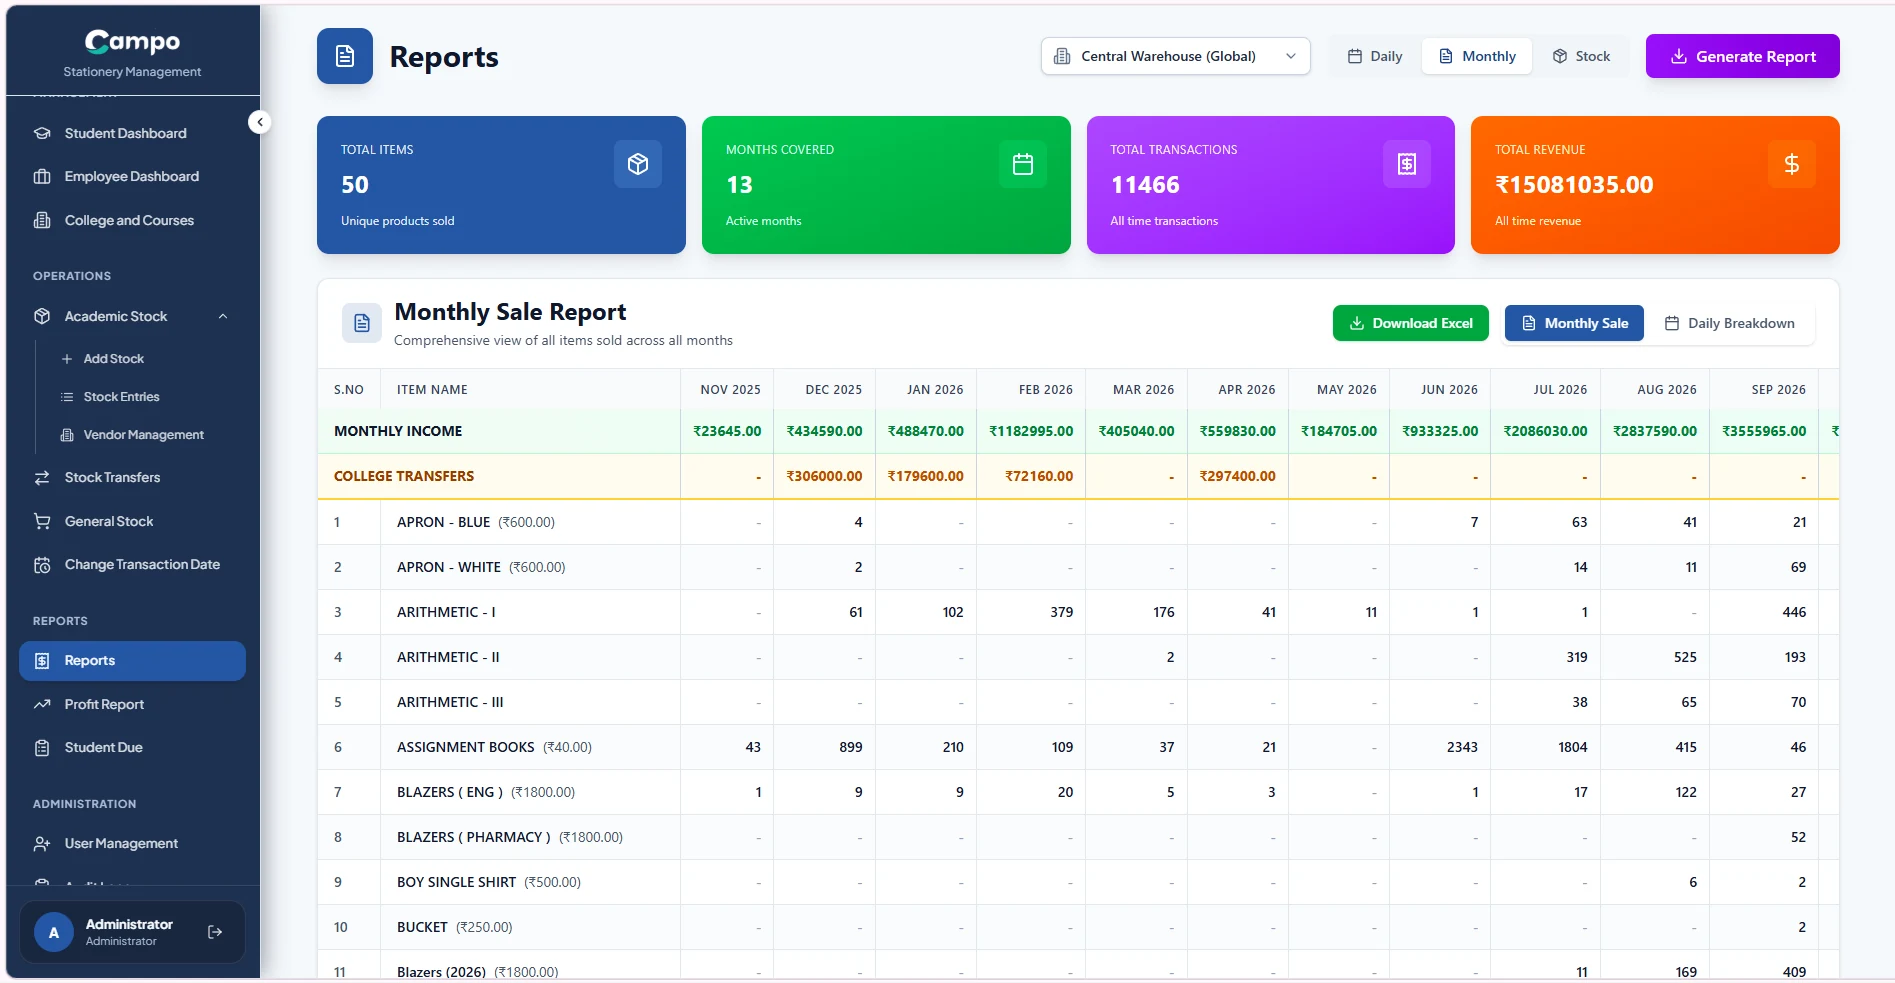 Campo
Stationery Management
Student Dashboard
Employee Dashboard
College and Courses
OPERATIONS
Academic Stock
Add Stock
Stock Entries
Vendor Management
Stock Transfers
General Stock
Change Transaction Date
REPORTS
Reports
Profit Report
Student Due
ADMINISTRATION
User Management
A
Administrator
Administrator
Reports
Central Warehouse (Global)
Daily
Monthly
Stock
Generate Report
TOTAL ITEMS
50
Unique products sold
MONTHS COVERED
13
Active months
TOTAL TRANSACTIONS
11466
All time transactions
TOTAL REVENUE
₹15081035.00
All time revenue
Monthly Sale Report
Comprehensive view of all items sold across all months
Download Excel
Monthly Sale
Daily Breakdown
S.NO ITEM NAME NOV 2025 DEC 2025 JAN 2026 FEB 2026 MAR 2026 APR 2026 MAY 2026 JUN 2026 JUL 2026 AUG 2026 SEP 2026
MONTHLY INCOME ₹23645.00 ₹434590.00 ₹488470.00 ₹1182995.00 ₹405040.00 ₹559830.00 ₹184705.00 ₹933325.00 ₹2086030.00 ₹2837590.00 ₹3555965.00 ₹
COLLEGE TRANSFERS - ₹306000.00 ₹179600.00 ₹72160.00 - ₹297400.00 - - - - -
1 APRON - BLUE (₹600.00) - 4 - - - - - 7 63 41 21
2 APRON - WHITE (₹600.00) - 2 - - - - - - 14 11 69
3 ARITHMETIC - I - 61 102 379 176 41 11 1 1 - 446
4 ARITHMETIC - II - - - - 2 - - - 319 525 193
5 ARITHMETIC - III - - - - - - - - 38 65 70
6 ASSIGNMENT BOOKS (₹40.00) 43 899 210 109 37 21 - 2343 1804 415 46
7 BLAZERS ( ENG ) (₹1800.00) 1 9 9 20 5 3 - 1 17 122 27
8 BLAZERS ( PHARMACY ) (₹1800.00) - - - - - - - - - - 52
9 BOY SINGLE SHIRT (₹500.00) - - - - - - - - - 6 2
10 BUCKET (₹250.00) - - - - - - - - - - 2
11 Blazers (2026) (₹1800.00) - - - - - - - - 11 169 409